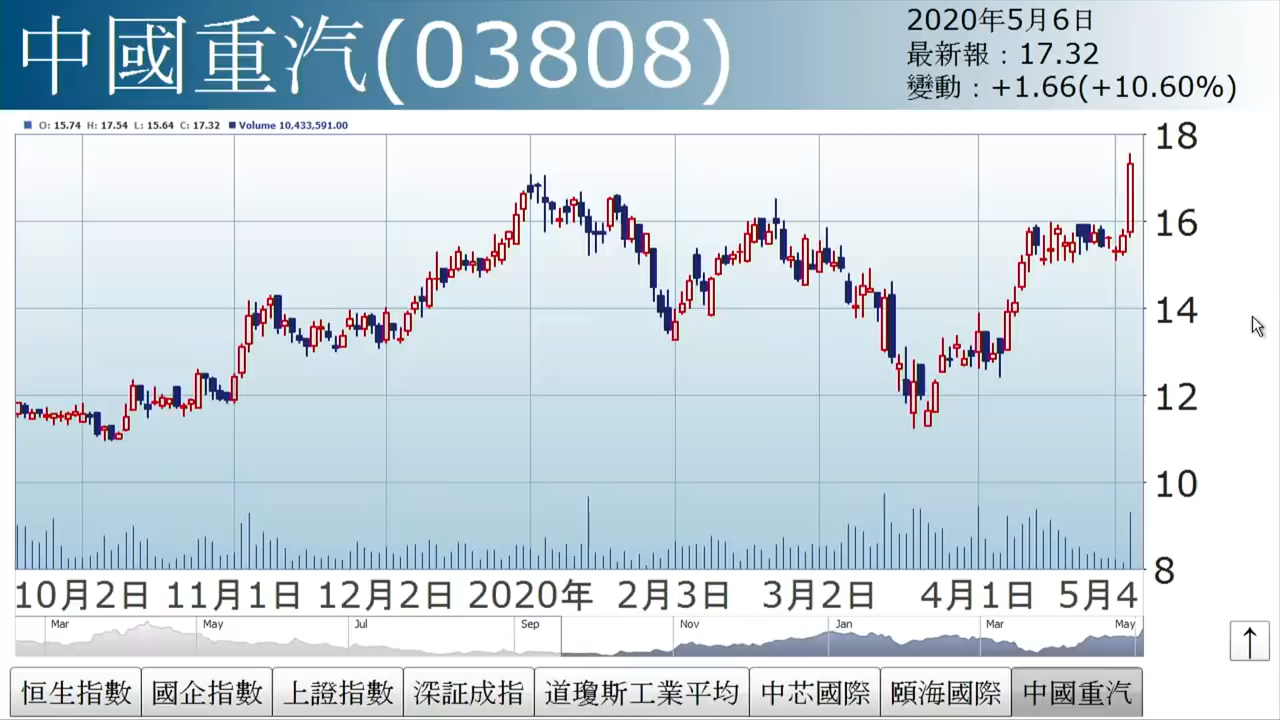 中國重汽(03808)
2020年5月6日
最新報：17.32
變動：+1.66(+10.60%)
O: 15.74 H: 17.54 L: 15.64 C: 17.32 Volume 10,433,591.00
18
16
14
12
10
8
10月2日 11月1日 12月2日 2020年 2月3日 3月2日 4月1日 5月4
Mar May Jul Sep Nov Jan Mar May
恒生指數 國企指數 上證指數 深証成指 道瓊斯工業平均 中芯國際 頤海國際 中國重汽